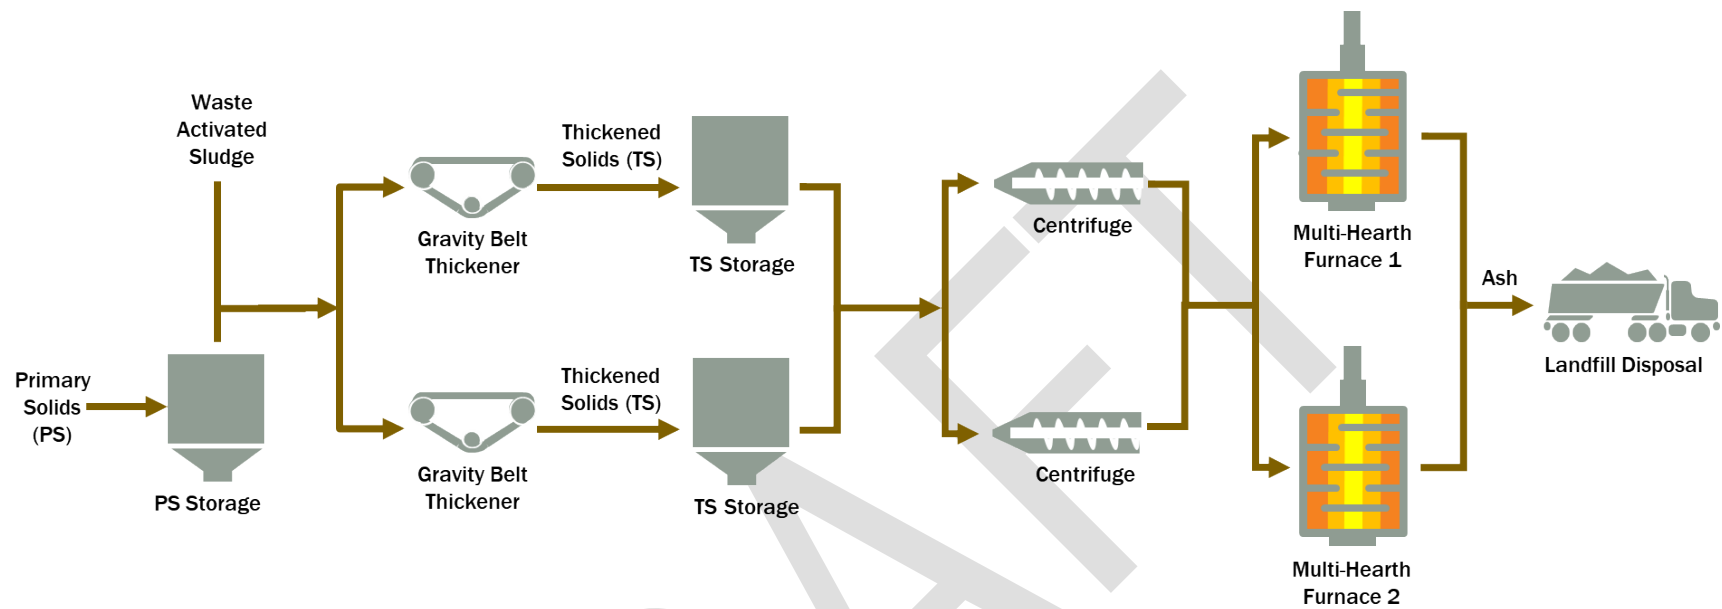 Waste
Activated
Sludge
Primary
Solids
(PS)
PS Storage
Gravity Belt
Thickener
Thickened
Solids (TS)
TS Storage
Gravity Belt
Thickener
Thickened
Solids (TS)
TS Storage
Centrifuge
Centrifuge
Multi-Hearth
Furnace 1
Multi-Hearth
Furnace 2
Ash
Landfill Disposal
DRAFT